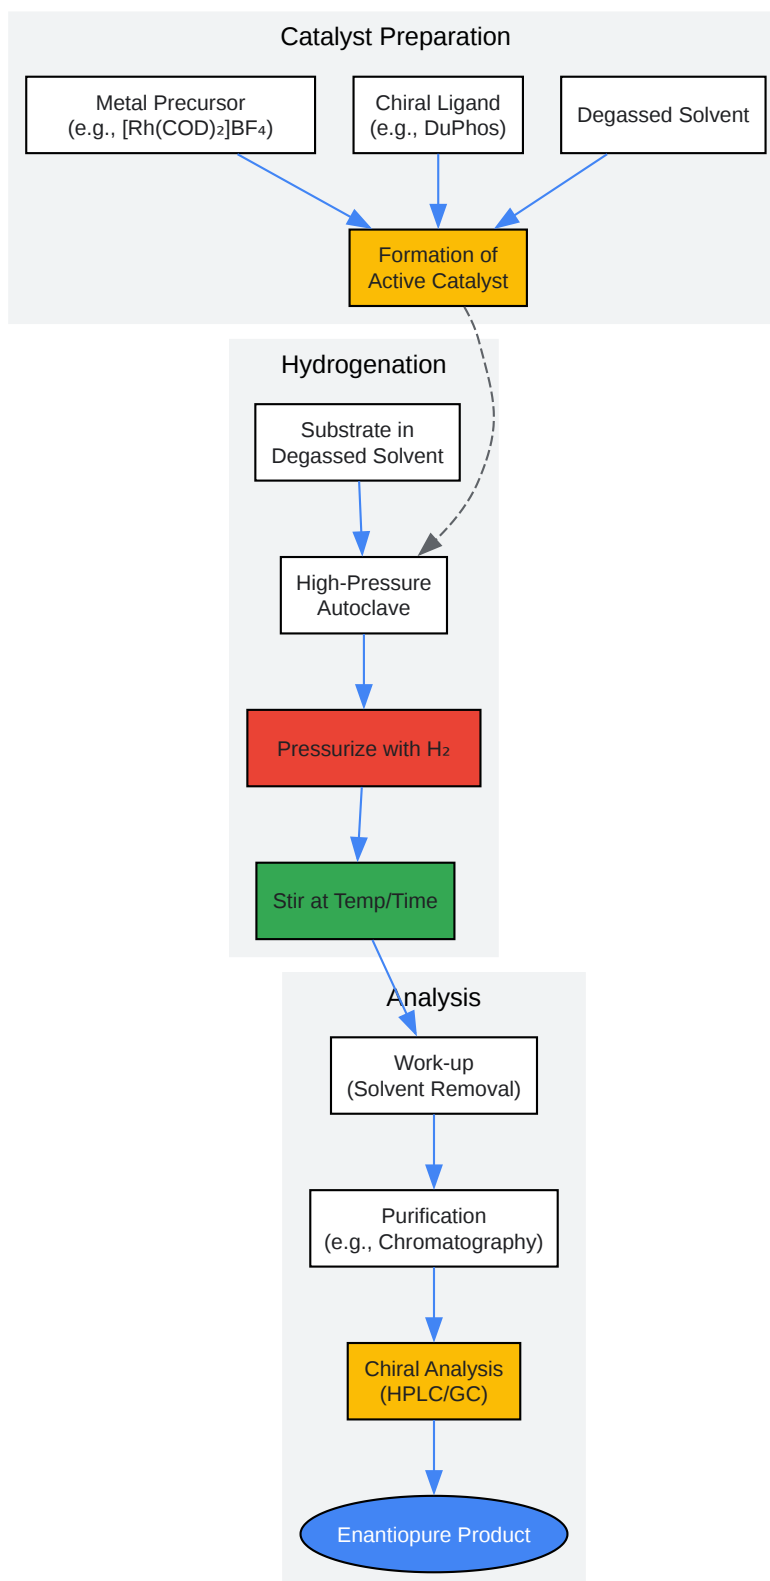 Catalyst Preparation
Metal Precursor
(e.g., [Rh(COD)₂]BF₄)
Chiral Ligand
(e.g., DuPhos)
Degassed Solvent
Formation of
Active Catalyst
Hydrogenation
Substrate in
Degassed Solvent
High-Pressure
Autoclave
Pressurize with H₂
Stir at Temp/Time
Analysis
Work-up
(Solvent Removal)
Purification
(e.g., Chromatography)
Chiral Analysis
(HPLC/GC)
Enantiopure Product